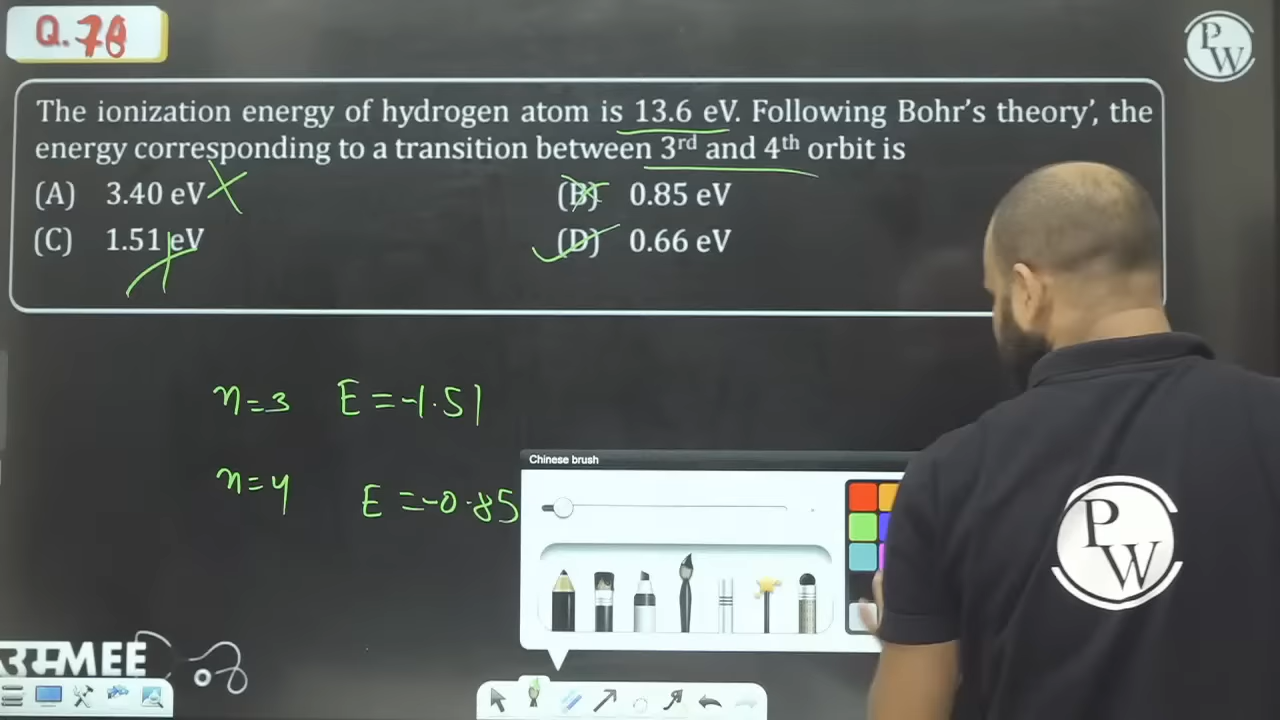 Q.78
P
W
The ionization energy of hydrogen atom is 13.6 eV. Following Bohr's theory', the
energy corresponding to a transition between 3rd and 4th orbit is
(A) 3.40 eV (B) 0.85 eV
(C) 1.51 eV (D) 0.66 eV
n=3 E=-1.51
n=4 E=-0.85
Chinese brush
P
W
उम्मMEE